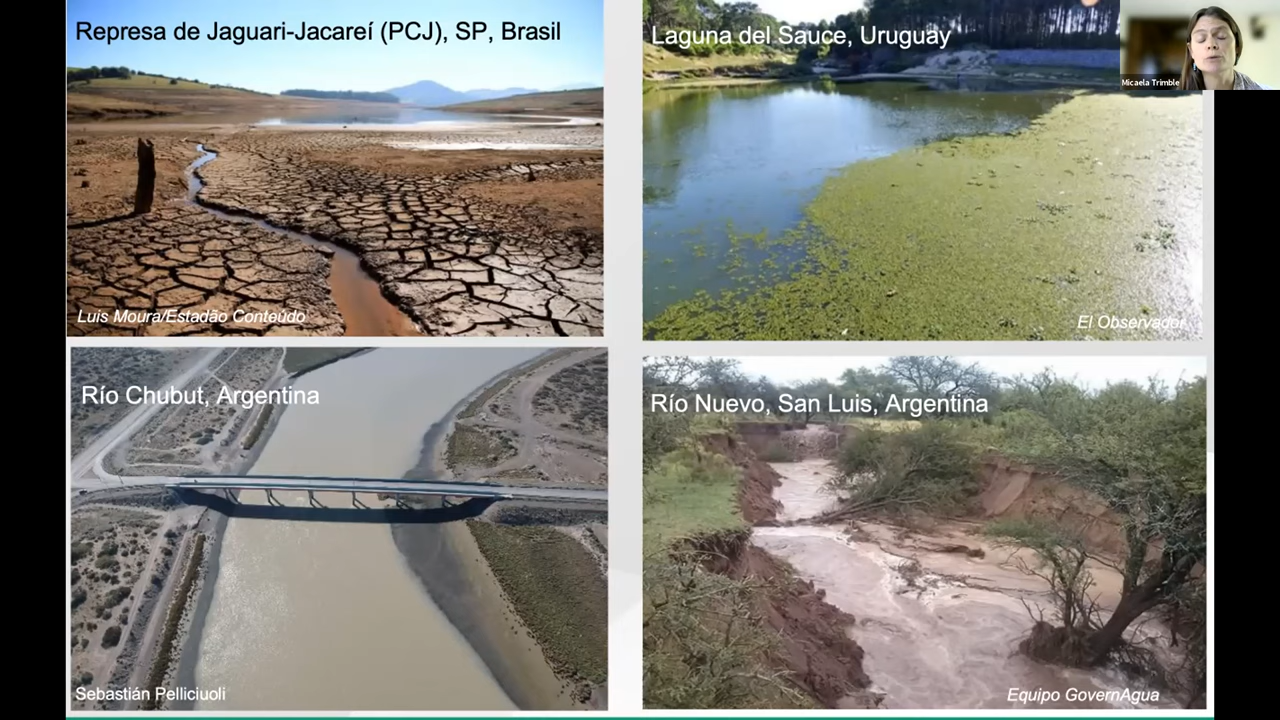 Represa de Jaguari-Jacareí (PCJ), SP, Brasil
Luis Moura/Estadão Conteúdo
Laguna del Sauce, Uruguay
El Observador
Micaela Trimble
Río Chubut, Argentina
Sebastián Pelliciuoli
Río Nuevo, San Luis, Argentina
Equipo GovernAgua